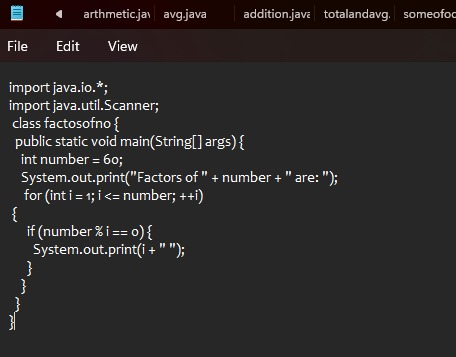 arthmetic.jav avg.java addition.java totalandavg. someofoc
File Edit View
import java.io.*;
import java.util.Scanner;
class factosofno {
public static void main(String[] args) {
int number = 60;
System.out.print("Factors of " + number + " are: ");
for (int i = 1; i <= number; ++i)
{
if (number % i == 0) {
System.out.print(i + " ");
}
}
}
}